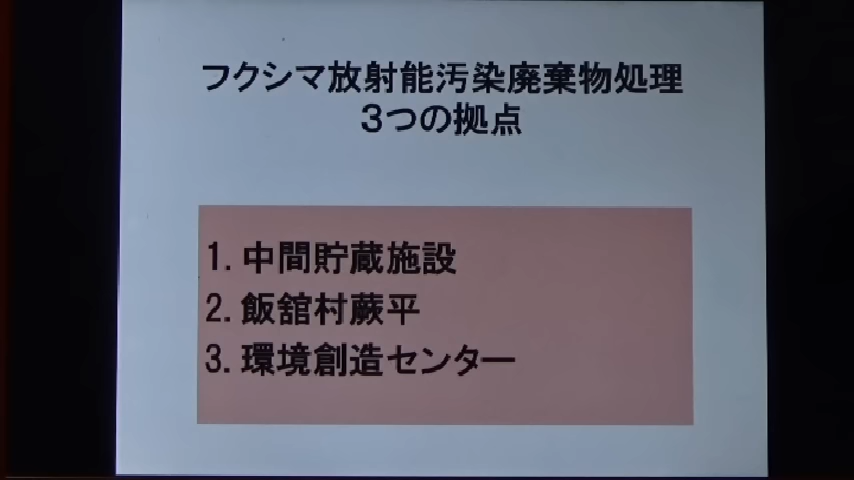 フクシマ放射能汚染廃棄物処理
3つの拠点
1. 中間貯蔵施設
2. 飯舘村蕨平
3. 環境創造センター